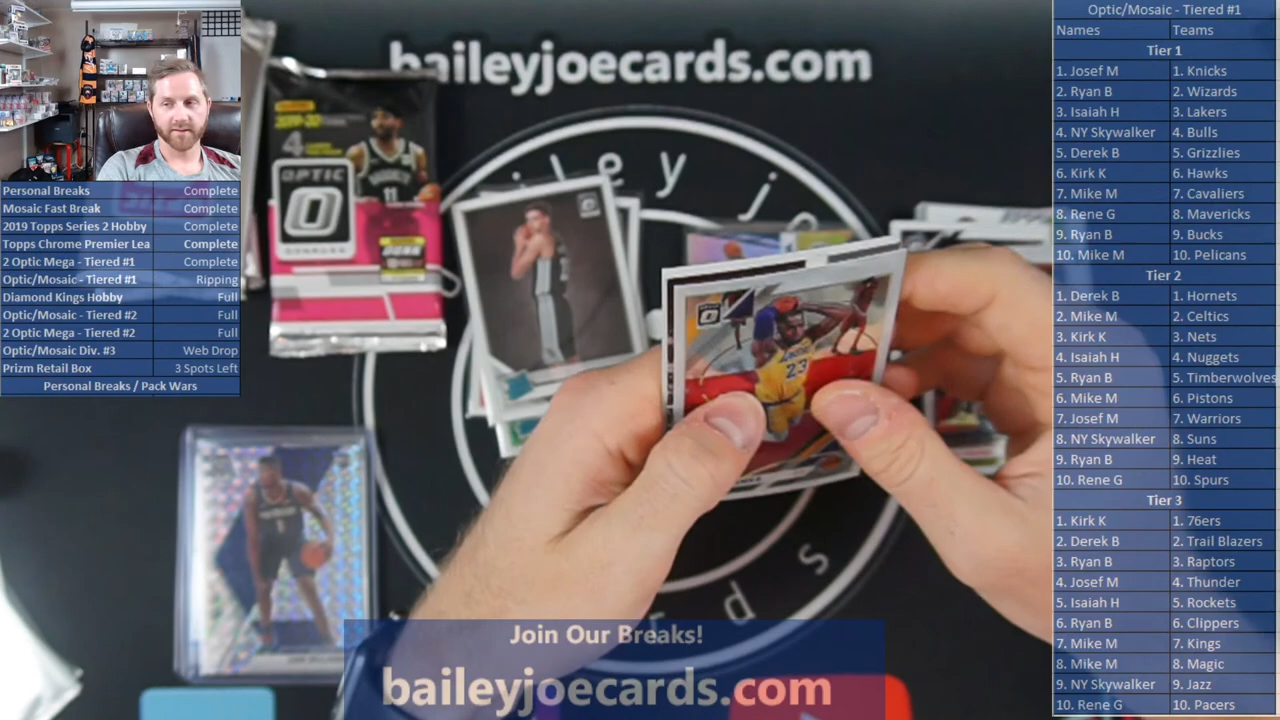 baileyjoecards.com
Personal Breaks Complete
Mosaic Fast Break Complete
2019 Topps Series 2 Hobby Complete
Topps Chrome Premier Lea Complete
2 Optic Mega - Tiered #1 Complete
Optic/Mosaic - Tiered #1 Ripping
Diamond Kings Hobby Full
Optic/Mosaic - Tiered #2 Full
2 Optic Mega - Tiered #2 Full
Optic/Mosaic Div. #3 Web Drop
Prizm Retail Box 3 Spots Left
Personal Breaks / Pack Wars
2019-20
4
11
OPTIC
iley jo
OPTIC
23
ds
Join Our Breaks!
baileyjoecards.com
Optic/Mosaic - Tiered #1
Names Teams
Tier 1
1. Josef M 1. Knicks
2. Ryan B 2. Wizards
3. Isaiah H 3. Lakers
4. NY Skywalker 4. Bulls
5. Derek B 5. Grizzlies
6. Kirk K 6. Hawks
7. Mike M 7. Cavaliers
8. Rene G 8. Mavericks
9. Ryan B 9. Bucks
10. Mike M 10. Pelicans
Tier 2
1. Derek B 1. Hornets
2. Mike M 2. Celtics
3. Kirk K 3. Nets
4. Isaiah H 4. Nuggets
5. Ryan B 5. Timberwolves
6. Mike M 6. Pistons
7. Josef M 7. Warriors
8. NY Skywalker 8. Suns
9. Ryan B 9. Heat
10. Rene G 10. Spurs
Tier 3
1. Kirk K 1. 76ers
2. Derek B 2. Trail Blazers
3. Ryan B 3. Raptors
4. Josef M 4. Thunder
5. Isaiah H 5. Rockets
6. Ryan B 6. Clippers
7. Mike M 7. Kings
8. Mike M 8. Magic
9. NY Skywalker 9. Jazz
10. Rene G 10. Pacers